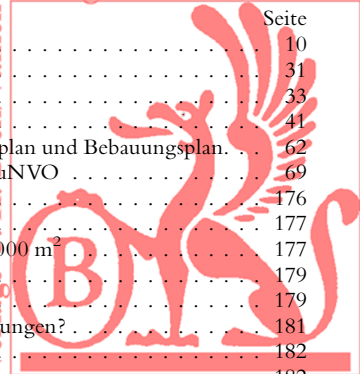 Seite
. . . . . . . . . . . . . . . . 10
. . . . . . . . . . . . . . . . 31
. . . . . . . . . . . . . . . . 33
. . . . . . . . . . . . . . . . 41
plan und Bebauungsplan. . 62
uNVO . . . . . . . . . . . . 69
. . . . . . . . . . . . . . . . 176
. . . . . . . . . . . . . . . . 177
000 m² . . . . . . . . . . . . 177
. . . . . . . . . . . . . . . . 179
. . . . . . . . . . . . . . . . 179
ungen? . . . . . . . . . . . . 181
. . . . . . . . . . . . . . . . 182
B